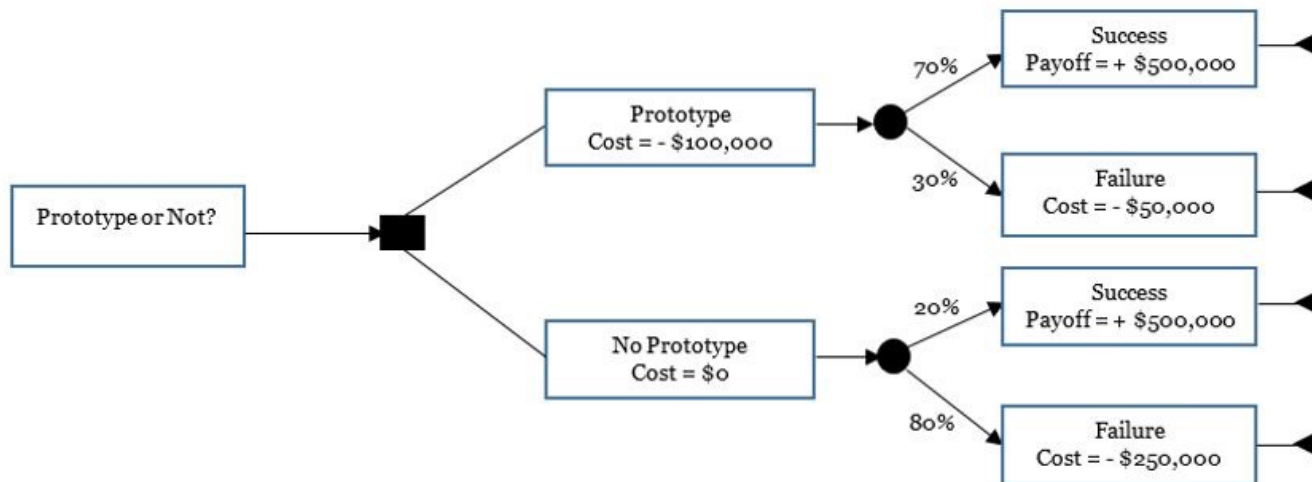 Prototype or Not?
Prototype
Cost = - $100,000
No Prototype
Cost = $0
70%
30%
20%
80%
Success
Payoff = + $500,000
Failure
Cost = - $50,000
Success
Payoff = + $500,000
Failure
Cost = - $250,000